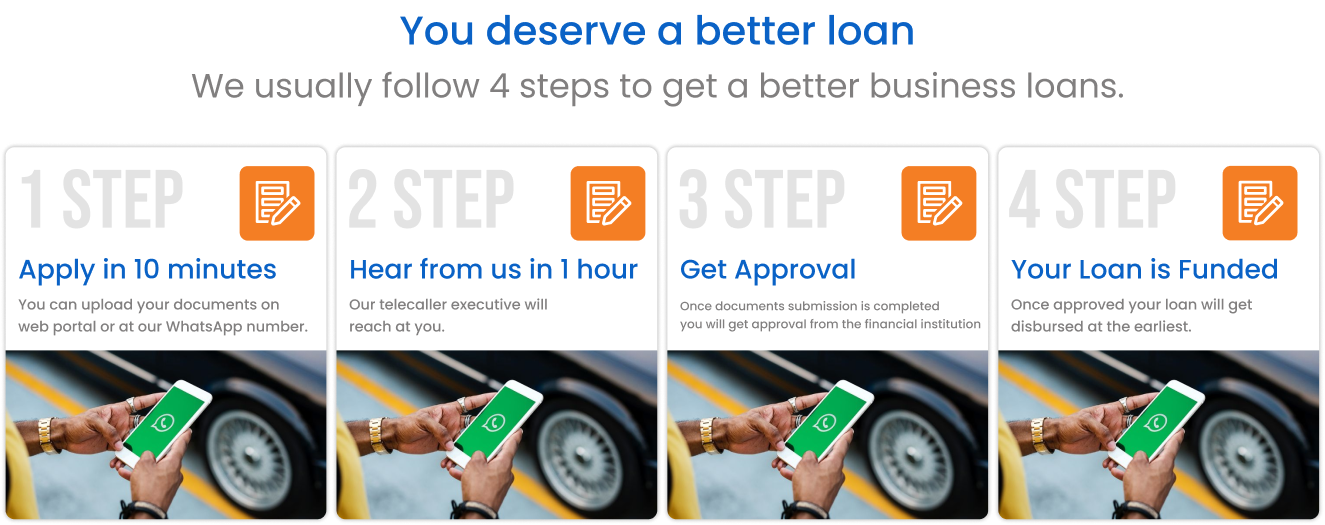 You deserve a better loan
We usually follow 4 steps to get a better business loans.
1 STEP
Apply in 10 minutes
You can upload your documents on
web portal or at our WhatsApp number.
2 STEP
Hear from us in 1 hour
Our telecaller executive will
reach at you.
3 STEP
Get Approval
Once documents submission is completed
you will get approval from the financial institution
4 STEP
Your Loan is Funded
Once approved your loan will get
disbursed at the earliest.